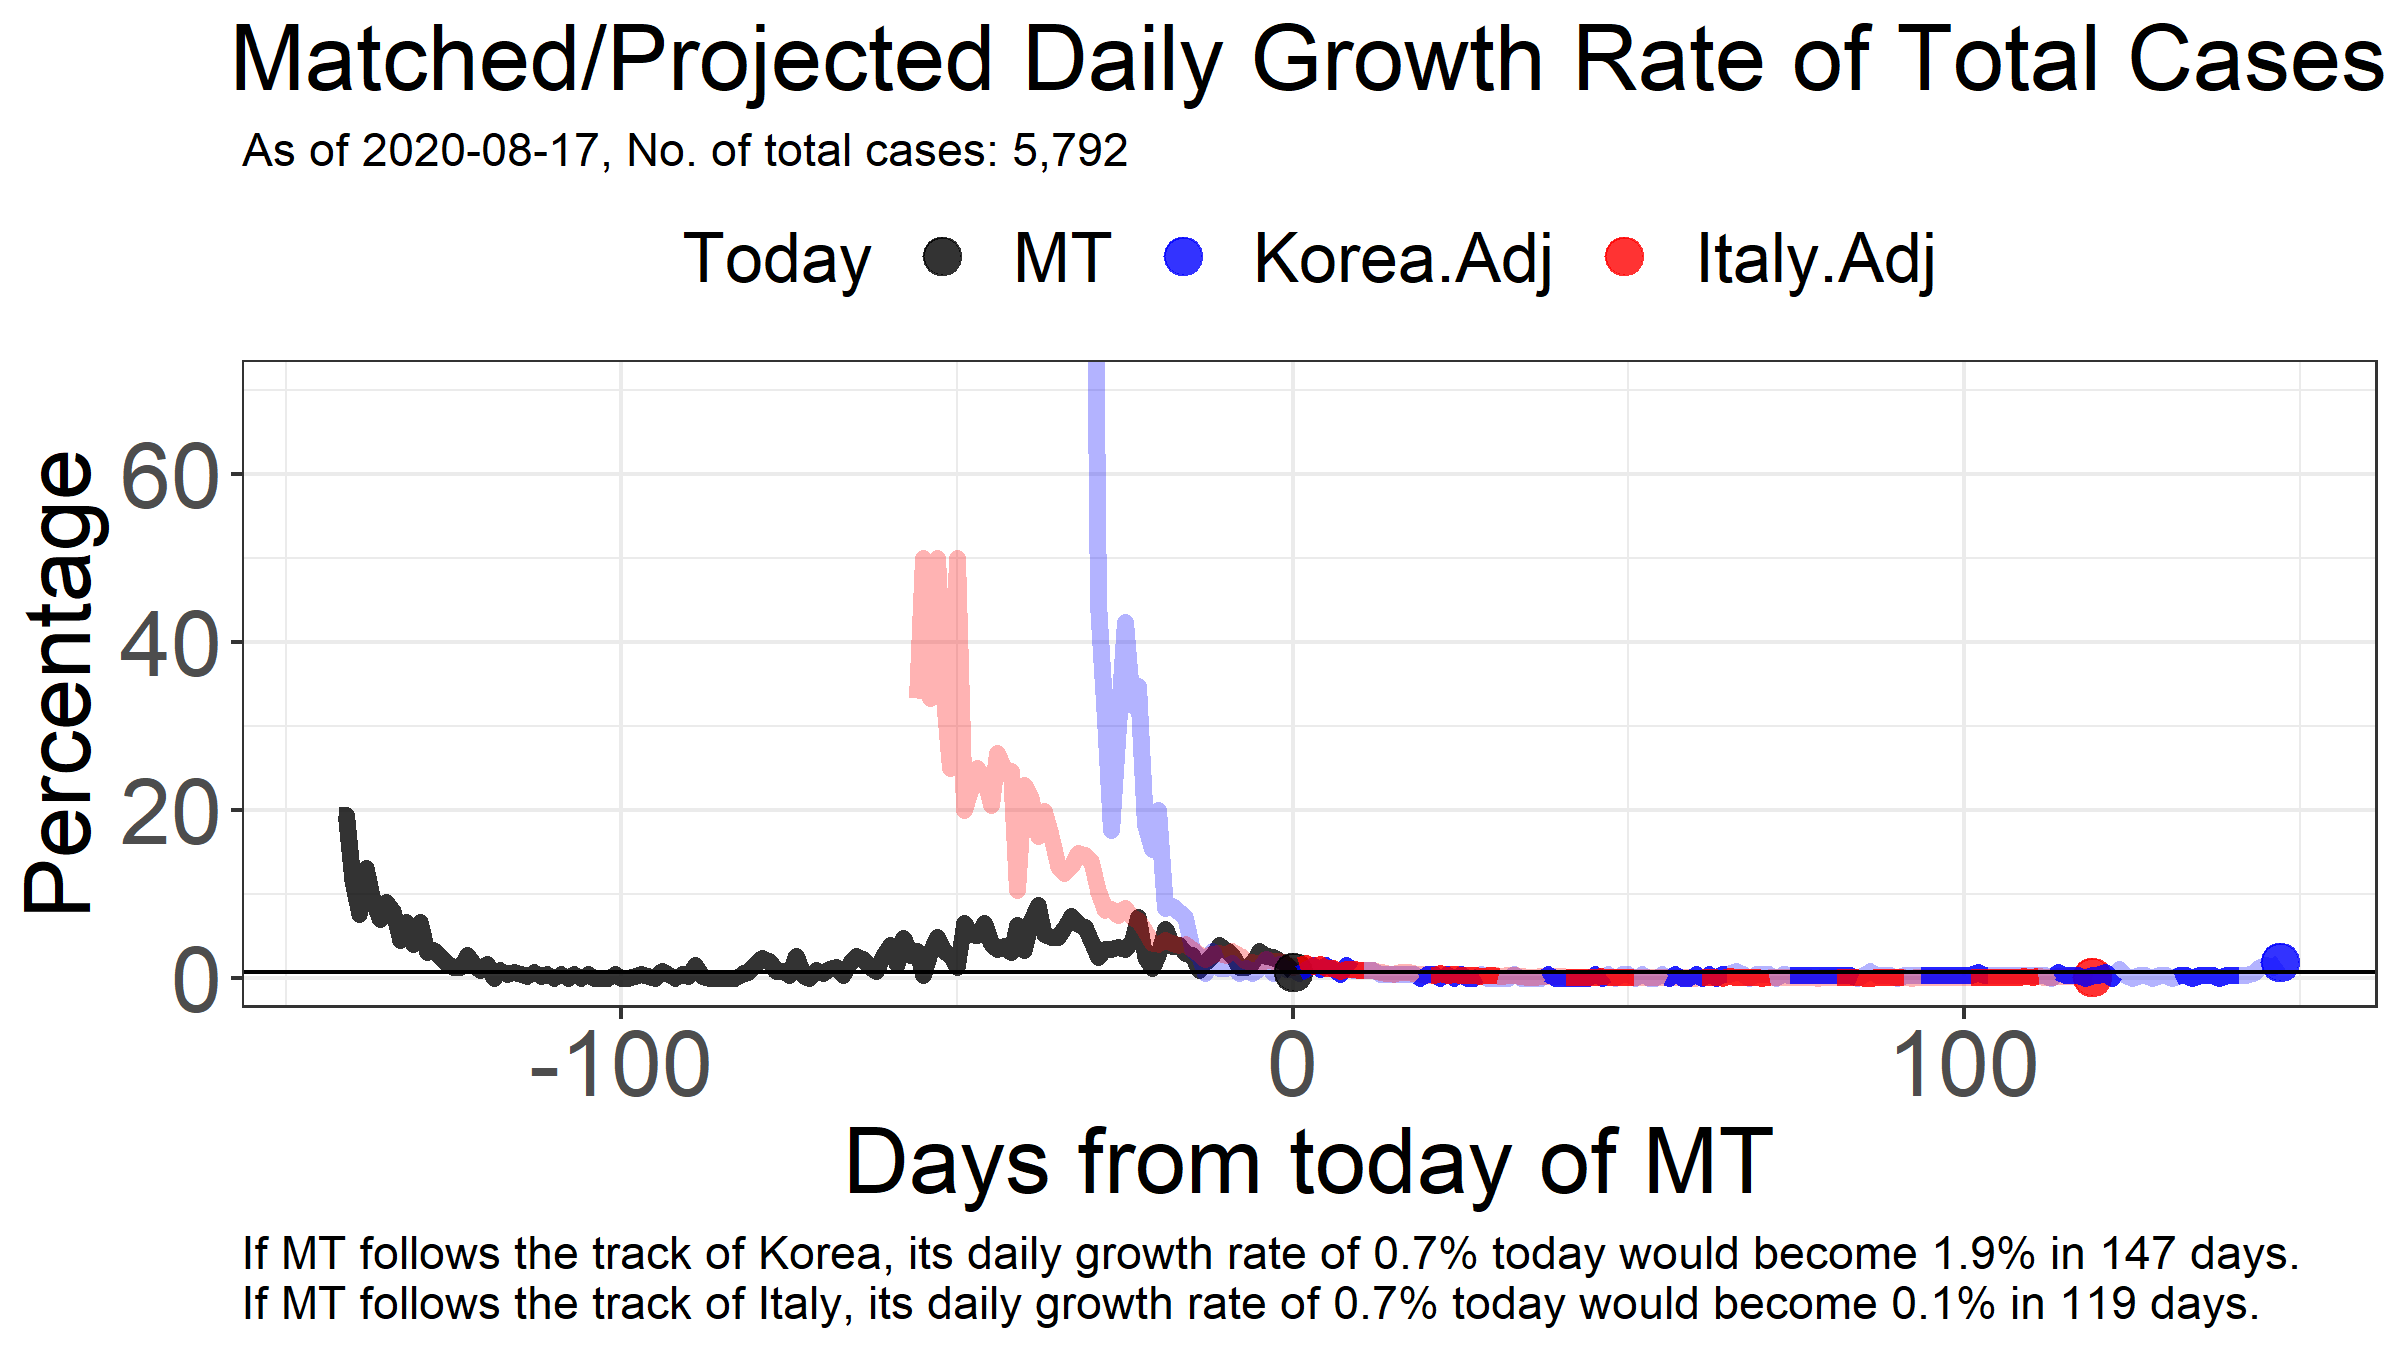 Matched/Projected Daily Growth Rate of Total Cases
As of 2020-08-17, No. of total cases: 5,792
Today MT Korea.Adj Italy.Adj
Percentage
60
40
20
0
-100 0 100
Days from today of MT
If MT follows the track of Korea, its daily growth rate of 0.7% today would become 1.9% in 147 days.
If MT follows the track of Italy, its daily growth rate of 0.7% today would become 0.1% in 119 days.